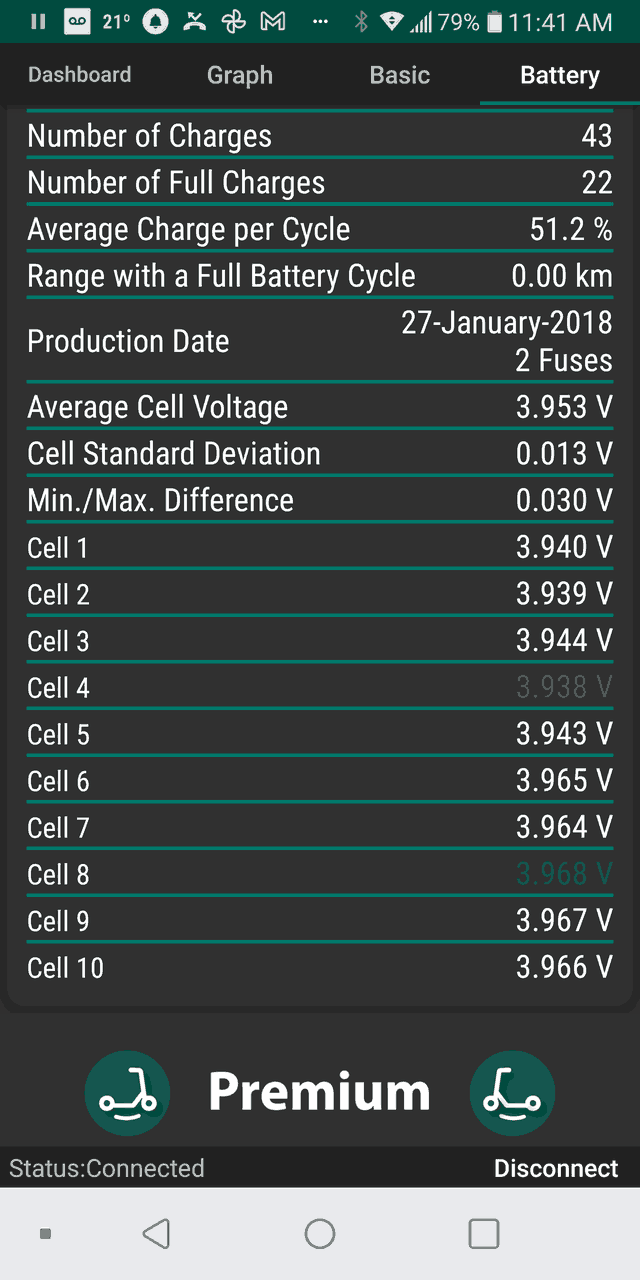 21° 79% 11:41 AM
Dashboard Graph Basic Battery
Number of Charges 43
Number of Full Charges 22
Average Charge per Cycle 51.2 %
Range with a Full Battery Cycle 0.00 km
Production Date 27-January-2018
2 Fuses
Average Cell Voltage 3.953 V
Cell Standard Deviation 0.013 V
Min./Max. Difference 0.030 V
Cell 1 3.940 V
Cell 2 3.939 V
Cell 3 3.944 V
Cell 4 3.938 V
Cell 5 3.943 V
Cell 6 3.965 V
Cell 7 3.964 V
Cell 8 3.968 V
Cell 9 3.967 V
Cell 10 3.966 V
Premium
Status:Connected Disconnect